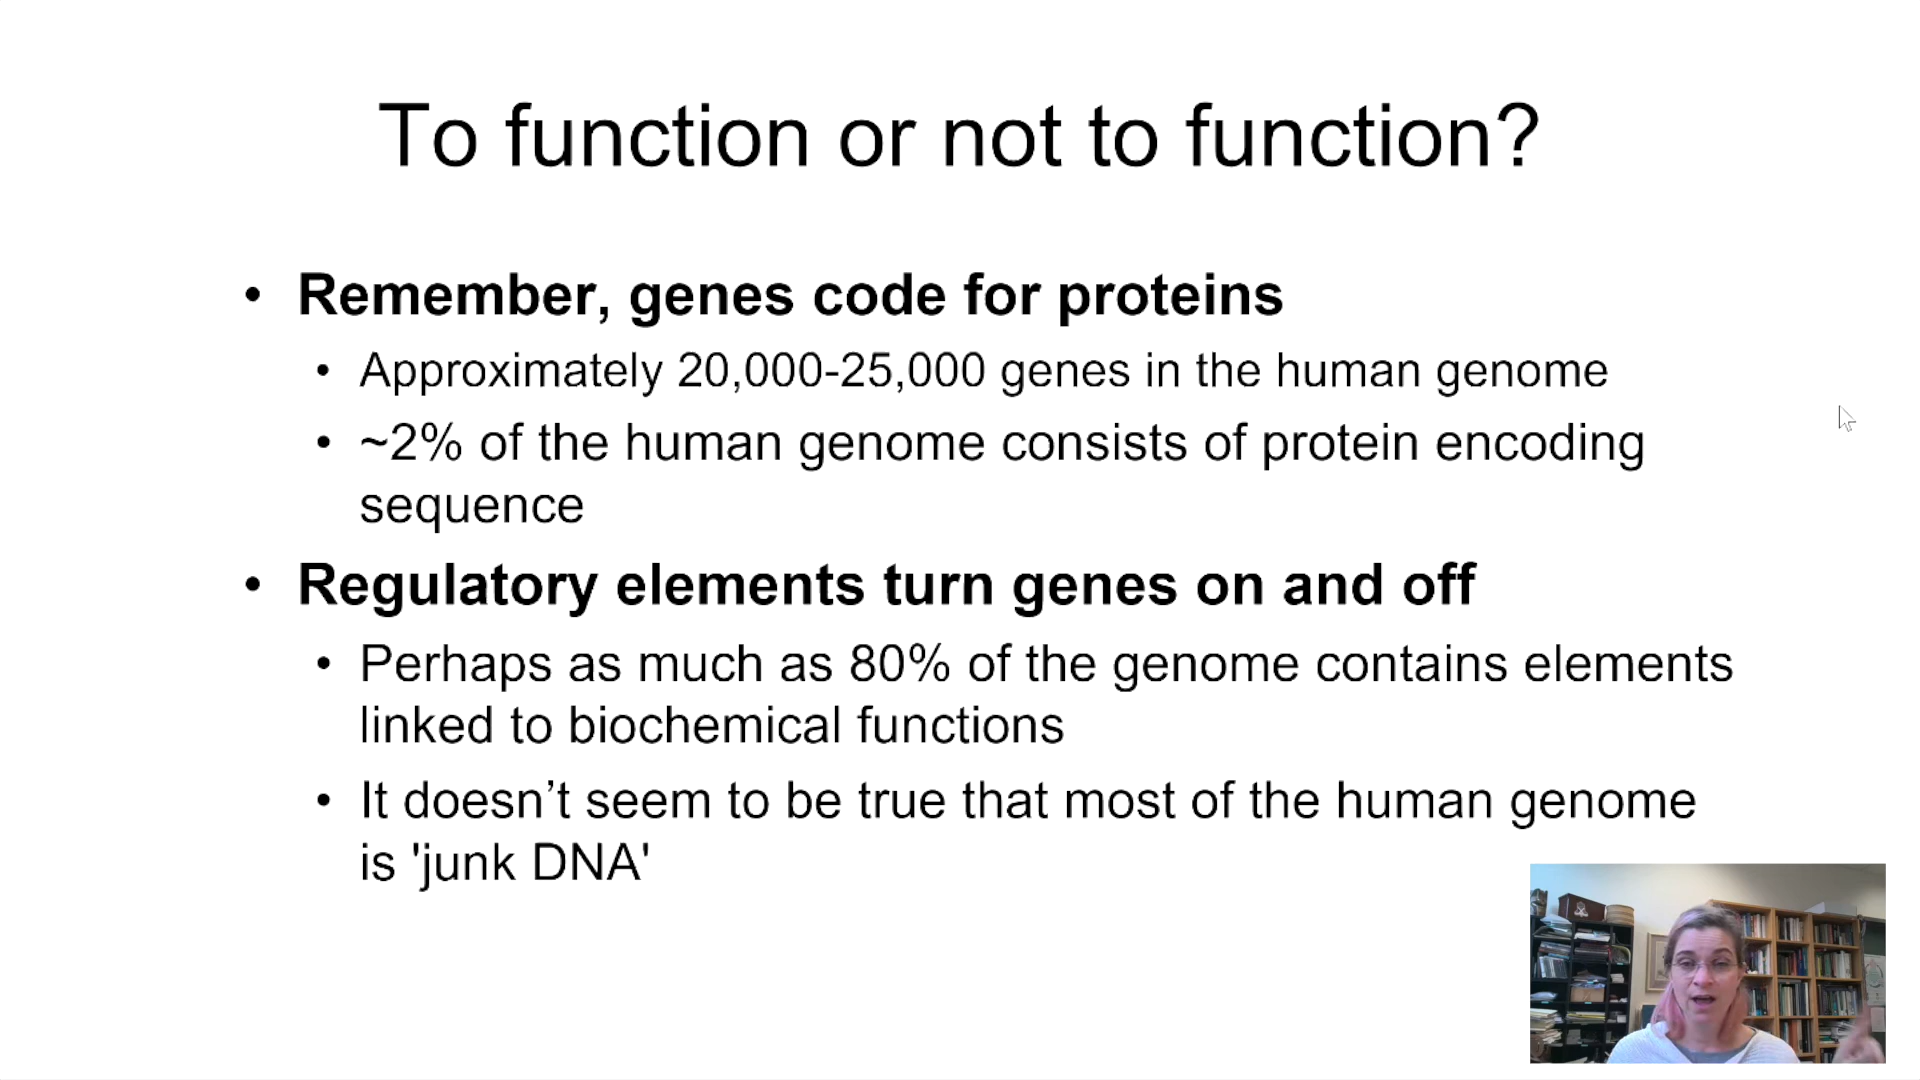 To function or not to function?
• Remember, genes code for proteins
• Approximately 20,000-25,000 genes in the human genome
• ~2% of the human genome consists of protein encoding
sequence
• Regulatory elements turn genes on and off
• Perhaps as much as 80% of the genome contains elements
linked to biochemical functions
• It doesn’t seem to be true that most of the human genome
is 'junk DNA'